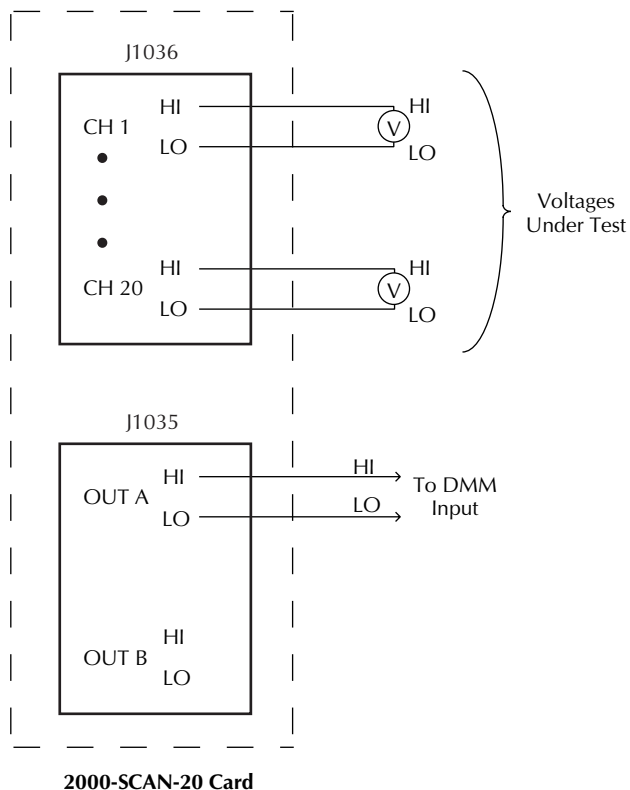 J1036
HI
HI
CH 1
V
LO
LO
Voltages
Under Test
HI
HI
CH 20
V
LO
LO
J1035
HI
HI
To DMM
Input
OUT A
LO
LO
HI
OUT B
LO
2000-SCAN-20 Card